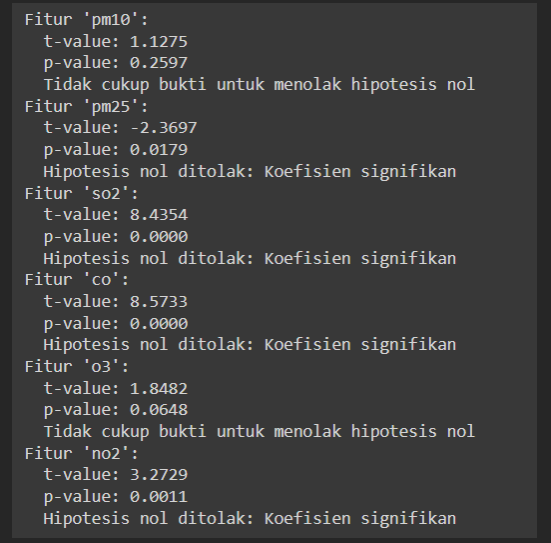 Fitur 'pm10':
t-value: 1.1275
p-value: 0.2597
Tidak cukup bukti untuk menolak hipotesis nol
Fitur 'pm25':
t-value: -2.3697
p-value: 0.0179
Hipotesis nol ditolak: Koefisien signifikan
Fitur 'so2':
t-value: 8.4354
p-value: 0.0000
Hipotesis nol ditolak: Koefisien signifikan
Fitur 'co':
t-value: 8.5733
p-value: 0.0000
Hipotesis nol ditolak: Koefisien signifikan
Fitur 'o3':
t-value: 1.8482
p-value: 0.0648
Tidak cukup bukti untuk menolak hipotesis nol
Fitur 'no2':
t-value: 3.2729
p-value: 0.0011
Hipotesis nol ditolak: Koefisien signifikan